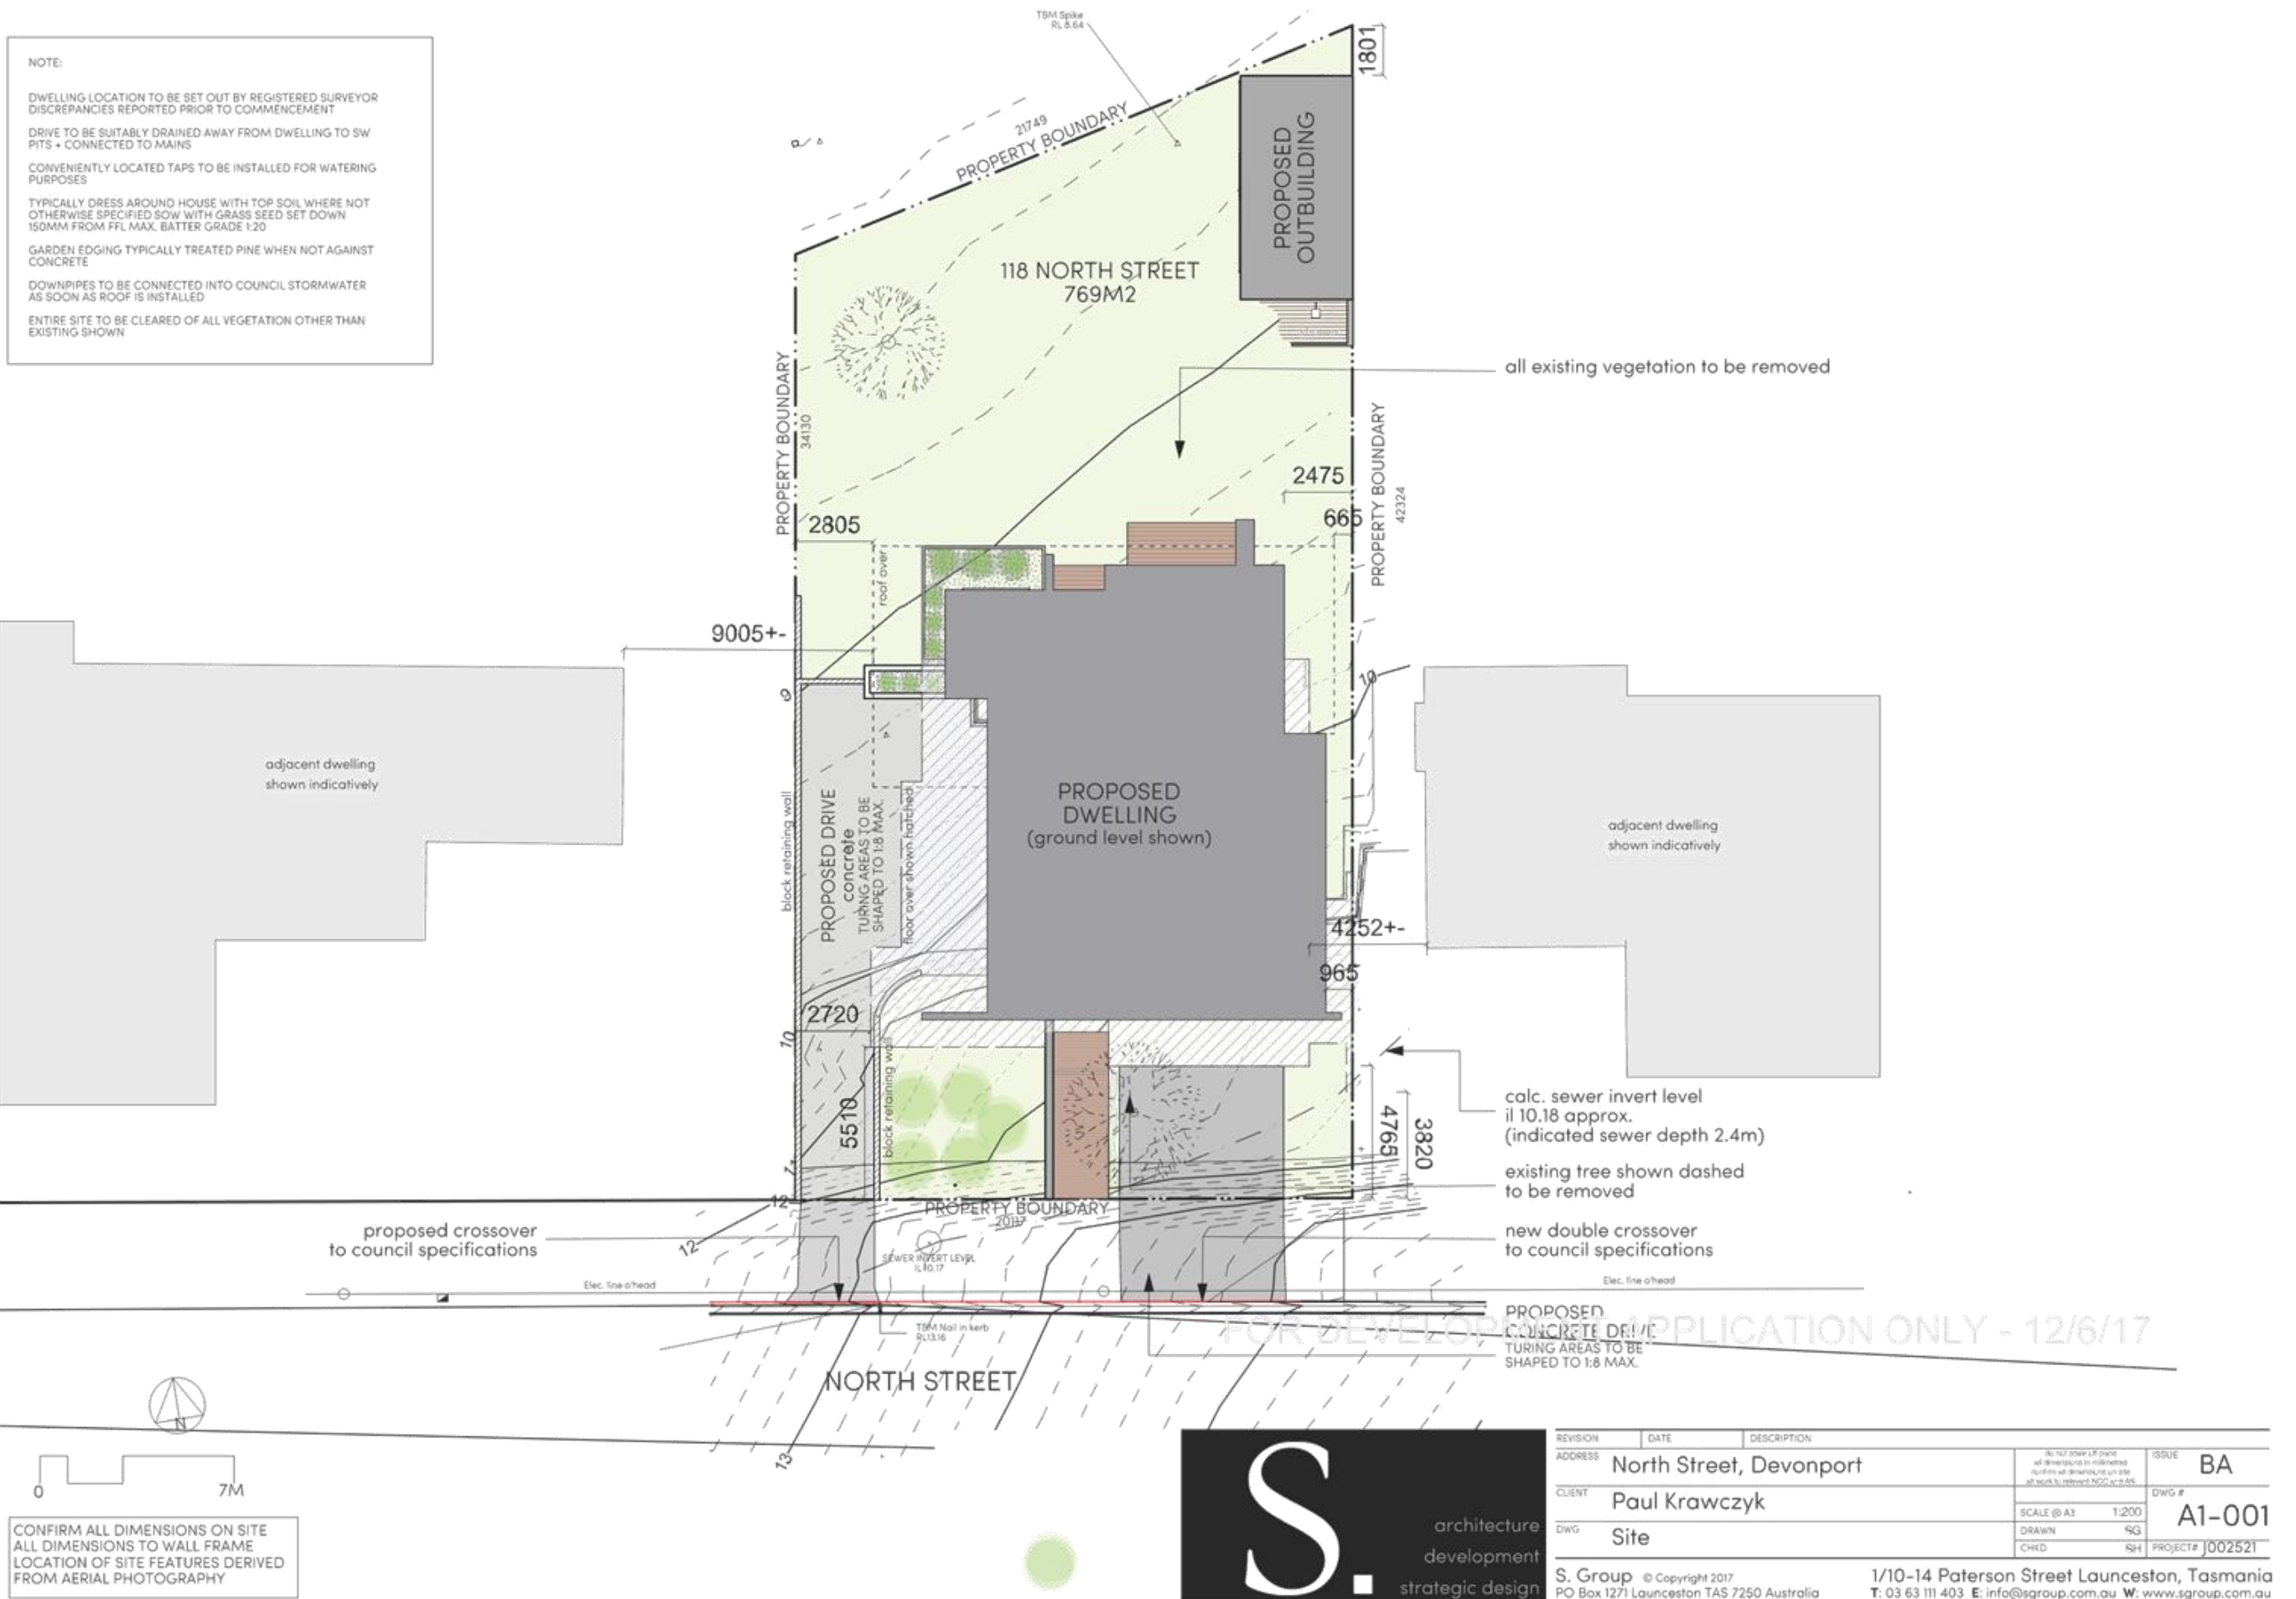 TBM Spike
RL 8.64
1801
NOTE:
DWELLING LOCATION TO BE SET OUT BY REGISTERED SURVEYOR
DISCREPANCIES REPORTED PRIOR TO COMMENCEMENT
DRIVE TO BE SUITABLY DRAINED AWAY FROM DWELLING TO SW
PITS + CONNECTED TO MAINS
CONVENIENTLY LOCATED TAPS TO BE INSTALLED FOR WATERING
PURPOSES
TYPICALLY DRESS AROUND HOUSE WITH TOP SOIL WHERE NOT
OTHERWISE SPECIFIED SOW WITH GRASS SEED SET DOWN
150MM FROM FFL MAX. BATTER GRADE 1:20
GARDEN EDGING TYPICALLY TREATED PINE WHEN NOT AGAINST
CONCRETE
DOWNPIPES TO BE CONNECTED INTO COUNCIL STORMWATER
AS SOON AS ROOF IS INSTALLED
ENTIRE SITE TO BE CLEARED OF ALL VEGETATION OTHER THAN
EXISTING SHOWN
21749
PROPERTY BOUNDARY
PROPOSED
OUTBUILDING
118 NORTH STREET
769M2
all existing vegetation to be removed
PROPERTY BOUNDARY
34130
PROPERTY BOUNDARY
42324
2475
665
2805
roof over
9005+-
9
10
adjacent dwelling
shown indicatively
block retaining wall
PROPOSED DRIVE
concrete
TURING AREAS TO BE
SHAPED TO 1:8 MAX.
floor over shown hatched
PROPOSED
DWELLING
(ground level shown)
adjacent dwelling
shown indicatively
4252+-
965
2720
10
block retaining wall
5510
4765
3820
11
12
12
calc. sewer invert level
il 10.18 approx.
(indicated sewer depth 2.4m)
existing tree shown dashed
to be removed
PROPERTY BOUNDARY
20117
proposed crossover
to council specifications
new double crossover
to council specifications
SEWER INVERT LEVEL
IL 10.17
Elec. line o'head
Elec. line o'head
TBM Nail in kerb
RL13.16
PROPOSED
CONCRETE DRIVE
TURING AREAS TO BE
SHAPED TO 1:8 MAX.
FOR DEVELOPMENT APPLICATION ONLY - 12/6/17
NORTH STREET
13
N
0
7M
CONFIRM ALL DIMENSIONS ON SITE
ALL DIMENSIONS TO WALL FRAME
LOCATION OF SITE FEATURES DERIVED
FROM AERIAL PHOTOGRAPHY
S.
architecture
development
strategic design
REVISION DATE DESCRIPTION
ADDRESS North Street, Devonport
CLIENT Paul Krawczyk
DWG Site
ISSUE BA
SCALE @ A3 1:200
DRAWN SG
CHKD SH
DWG # A1-001
PROJECT# J002521
S. Group © Copyright 2017
PO Box 1271 Launceston TAS 7250 Australia
1/10-14 Paterson Street Launceston, Tasmania
T: 03 63 111 403 E: info@sgroup.com.au W: www.sgroup.com.au